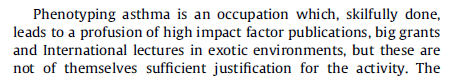 Phenotyping asthma is an occupation which, skilfully done,
leads to a profusion of high impact factor publications, big grants
and International lectures in exotic environments, but these are
not of themselves sufficient justification for the activity. The